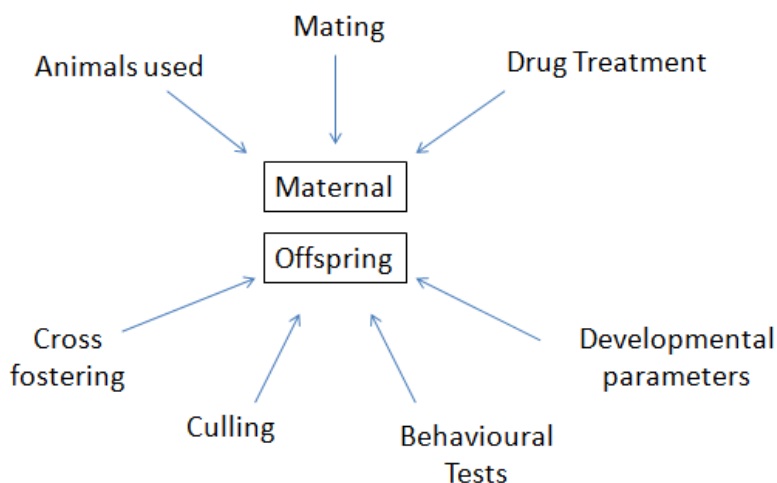 Mating
Animals used
Drug Treatment
Maternal
Offspring
Cross
fostering
Culling
Behavioural
Tests
Developmental
parameters